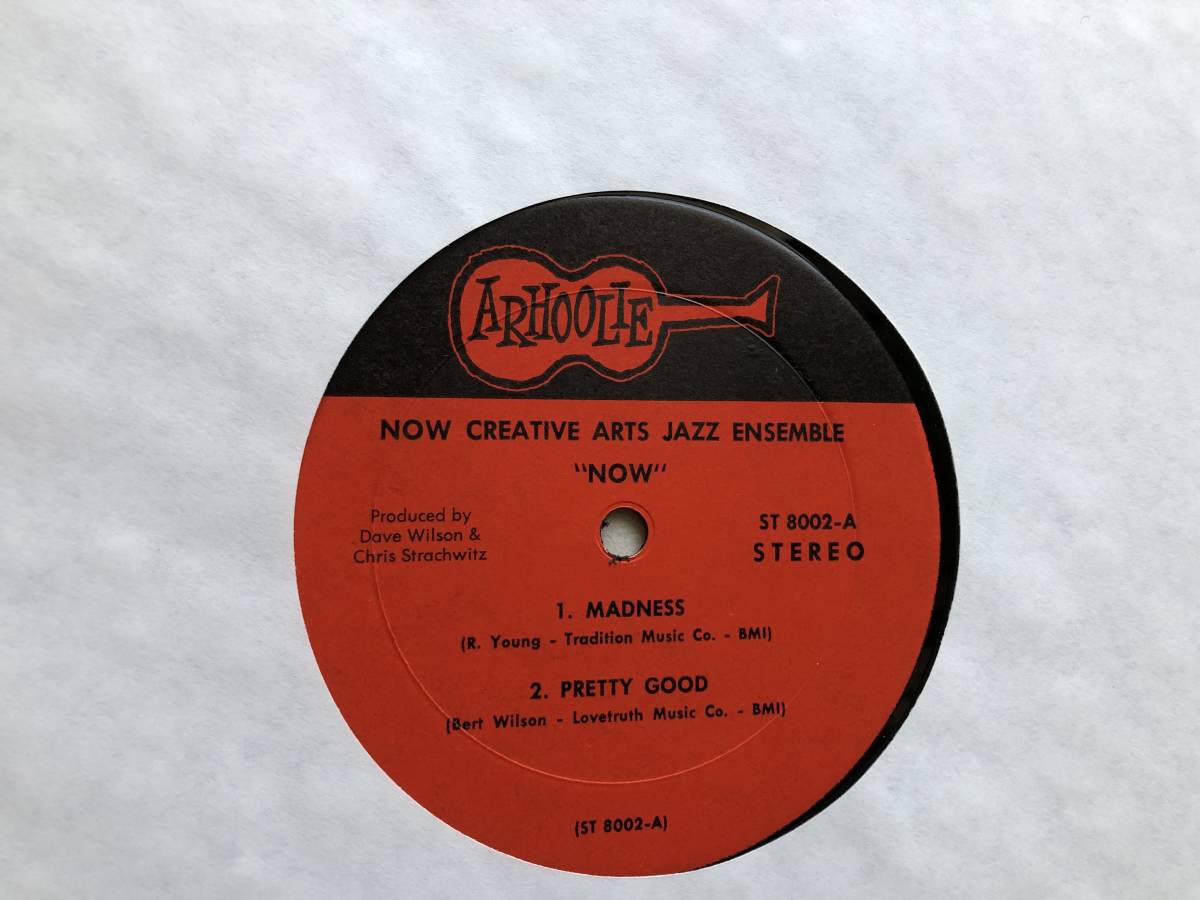 ARHOOLIE
NOW CREATIVE ARTS JAZZ ENSEMBLE
"NOW"
Produced by
Dave Wilson &
Chris Strachwitz
ST 8002-A
STEREO
1. MADNESS
(R. Young - Tradition Music Co. - BMI)
2. PRETTY GOOD
(Bert Wilson - Lovetruth Music Co. - BMI)
(ST 8002-A)